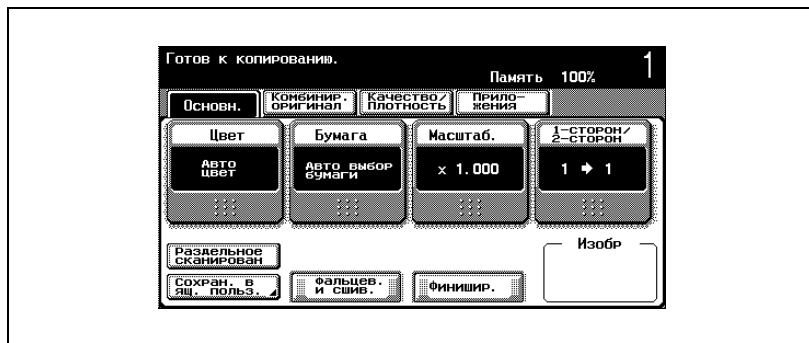 Готов к копированию.
1
Память 100%
Основн.
Комбинир.
оригинал
Качество/
плотность
Прило-
жения
Цвет
Бумага
Масштаб.
1-сторон/
2-сторон
Авто
цвет
Авто выбор
бумаги
× 1.000
1 ➔ 1
Раздельное
сканирован
Изобр
Сохран. в
ящ. польз.
Фальцев.
и сшив.
Финишир.